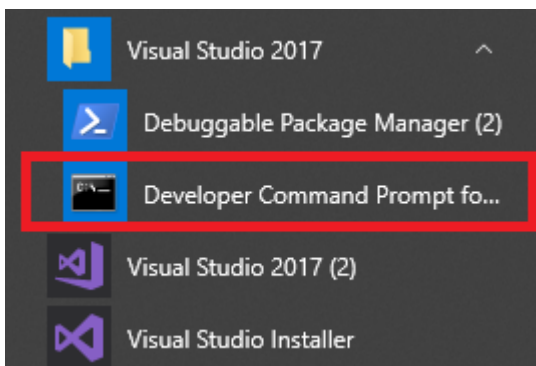 Visual Studio 2017
Debuggable Package Manager (2)
Developer Command Prompt fo...
Visual Studio 2017 (2)
Visual Studio Installer